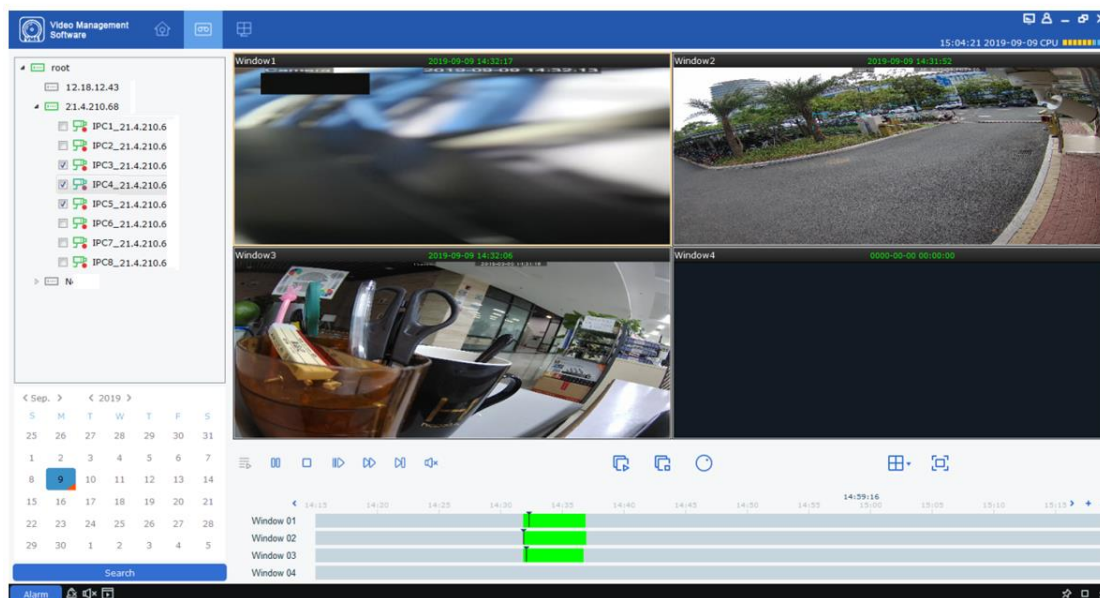 Video Management
Software
15:04:21 2019-09-09 CPU
root
12.18.12.43
21.4.210.68
IPC1_21.4.210.6
IPC2_21.4.210.6
IPC3_21.4.210.6
IPC4_21.4.210.6
IPC5_21.4.210.6
IPC6_21.4.210.6
IPC7_21.4.210.6
IPC8_21.4.210.6
Window1 2019-09-09 14:32:17
2019-09-09 14:32:13
Window2 2019-09-09 14:31:52
Window3 2019-09-09 14:32:06
Window4 0000-00-00 00:00:00
< Sep. > < 2019 >
S M T W T F S
25 26 27 28 29 30 31
1 2 3 4 5 6 7
8 9 10 11 12 13 14
15 16 17 18 19 20 21
22 23 24 25 26 27 28
29 30 1 2 3 4 5
Search
14:59:16
14:15 14:20 14:25 14:30 14:35 14:40 14:45 14:50 14:55 15:00 15:05 15:10 15:15
Window 01
Window 02
Window 03
Window 04
Alarm